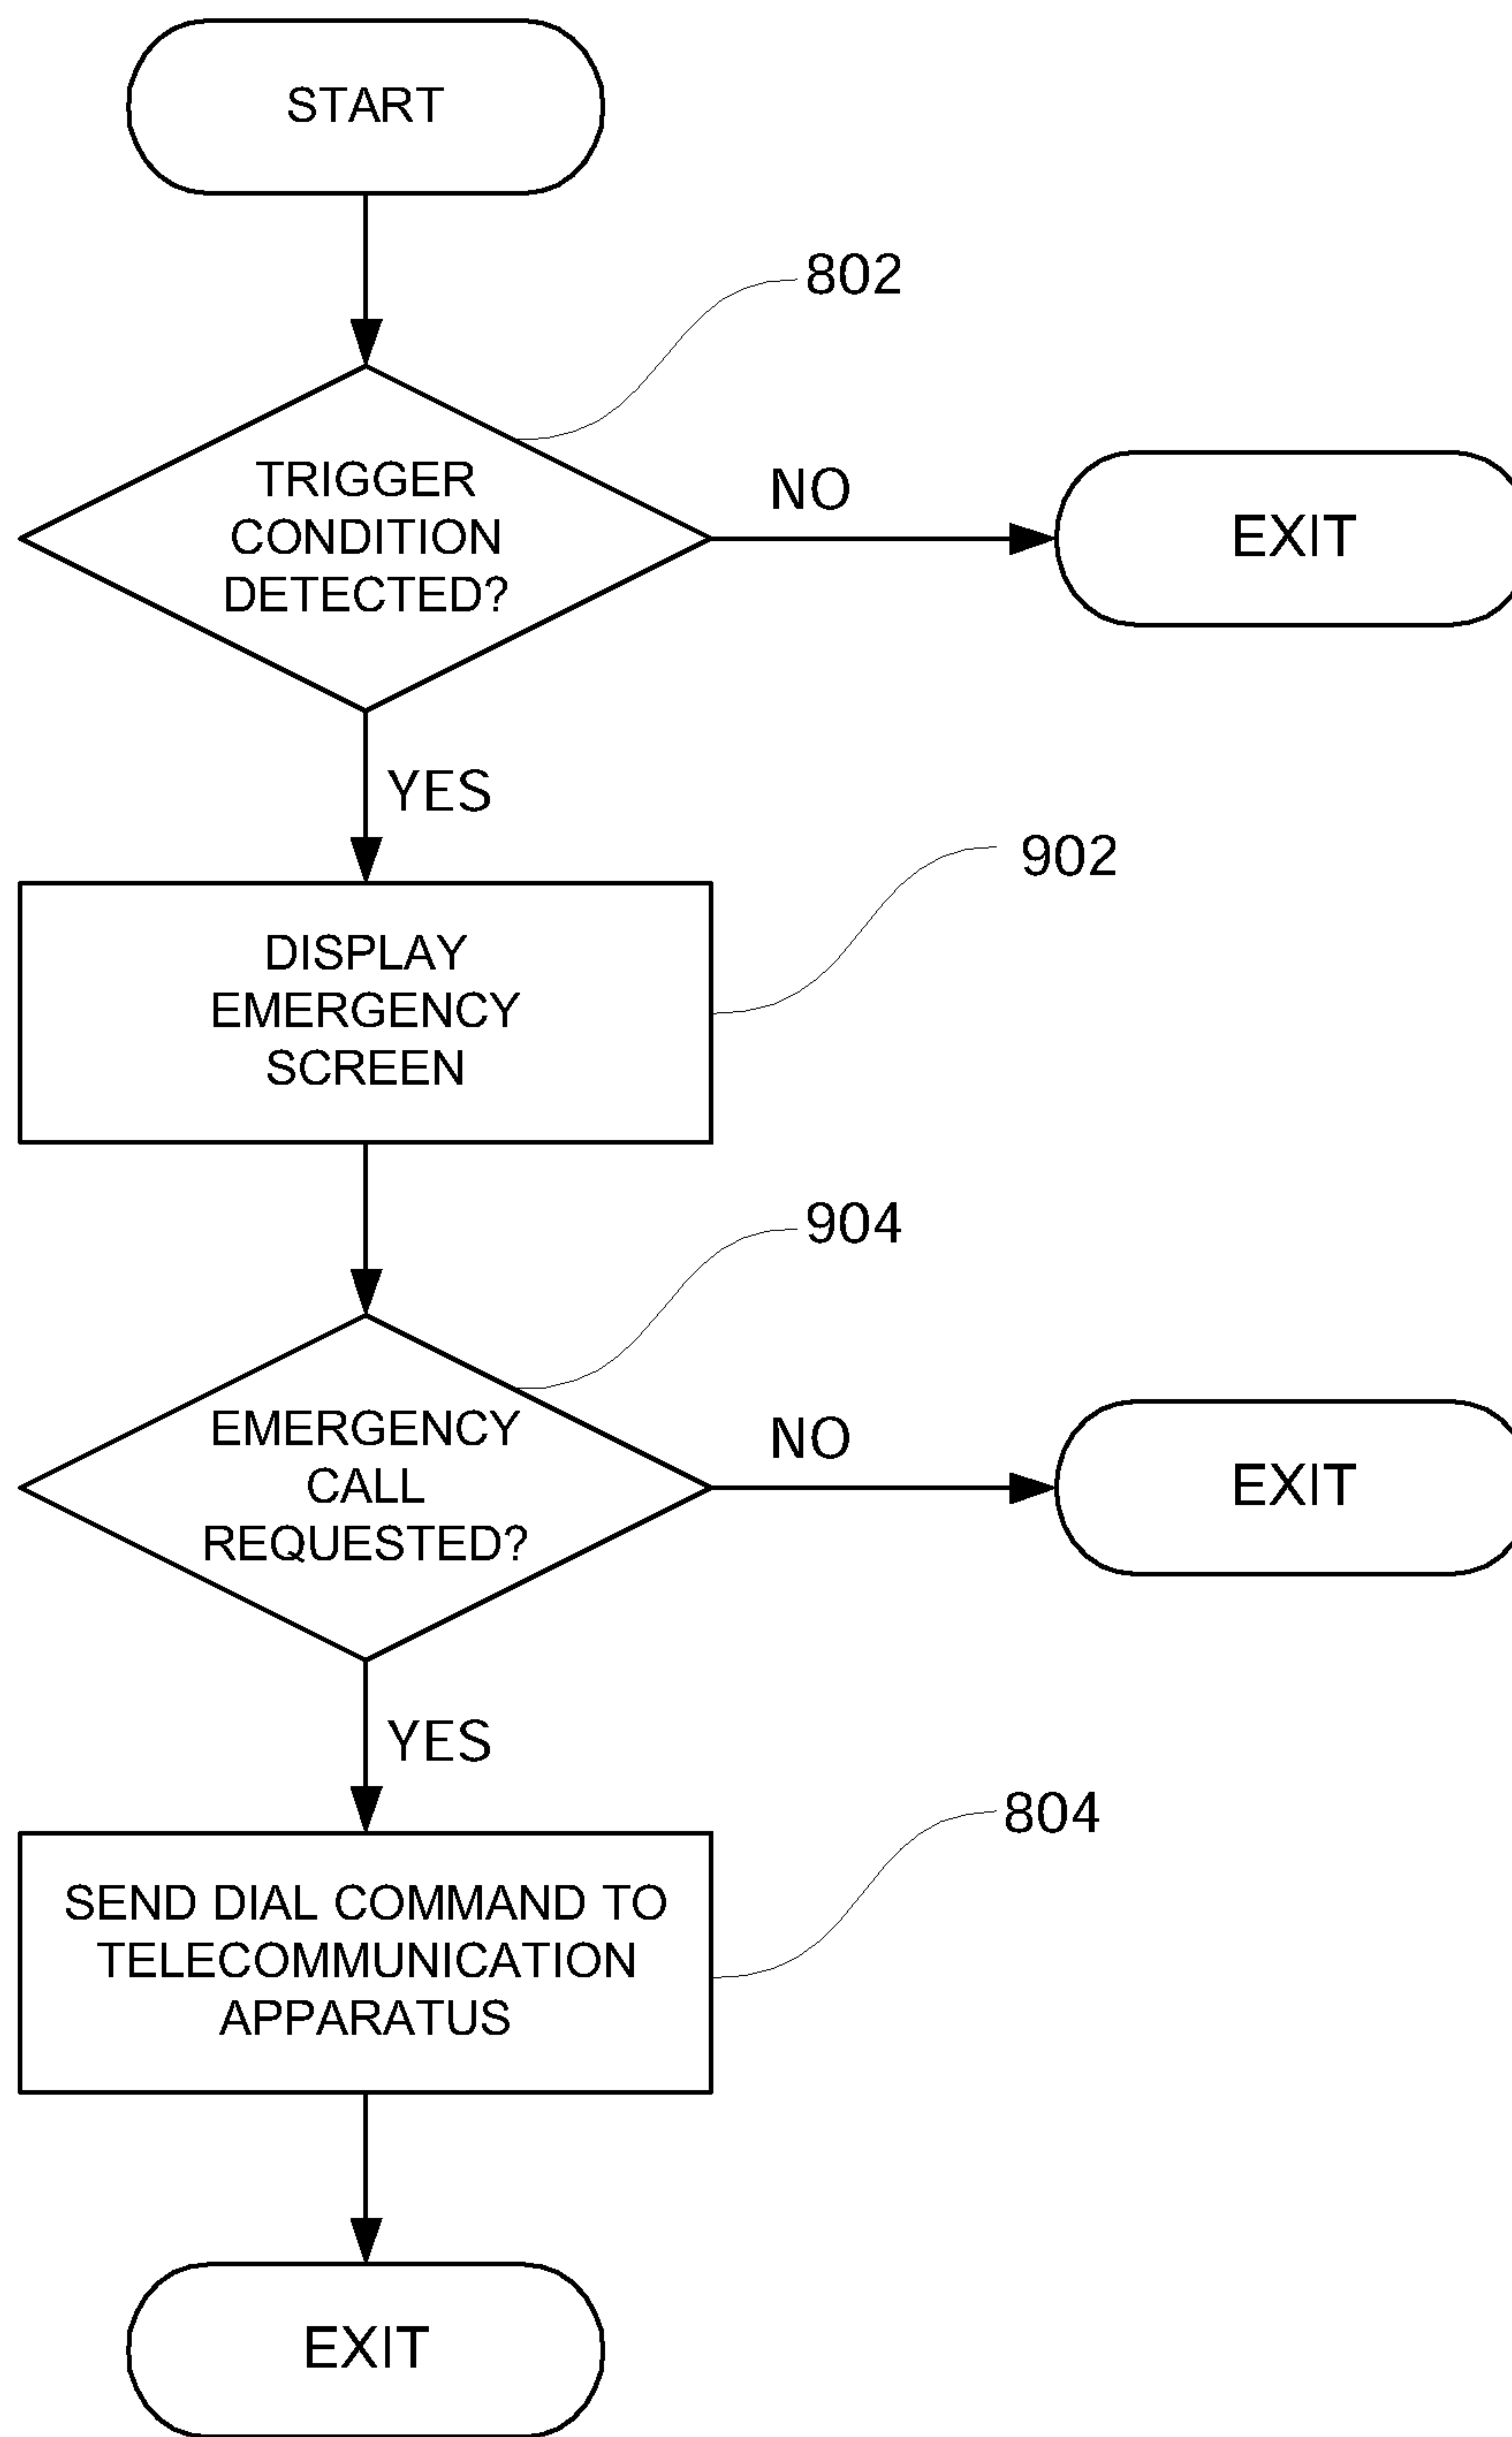 START
802
TRIGGER
CONDITION
DETECTED?
NO
EXIT
YES
902
DISPLAY
EMERGENCY
SCREEN
904
EMERGENCY
CALL
REQUESTED?
NO
EXIT
YES
804
SEND DIAL COMMAND TO
TELECOMMUNICATION
APPARATUS
EXIT